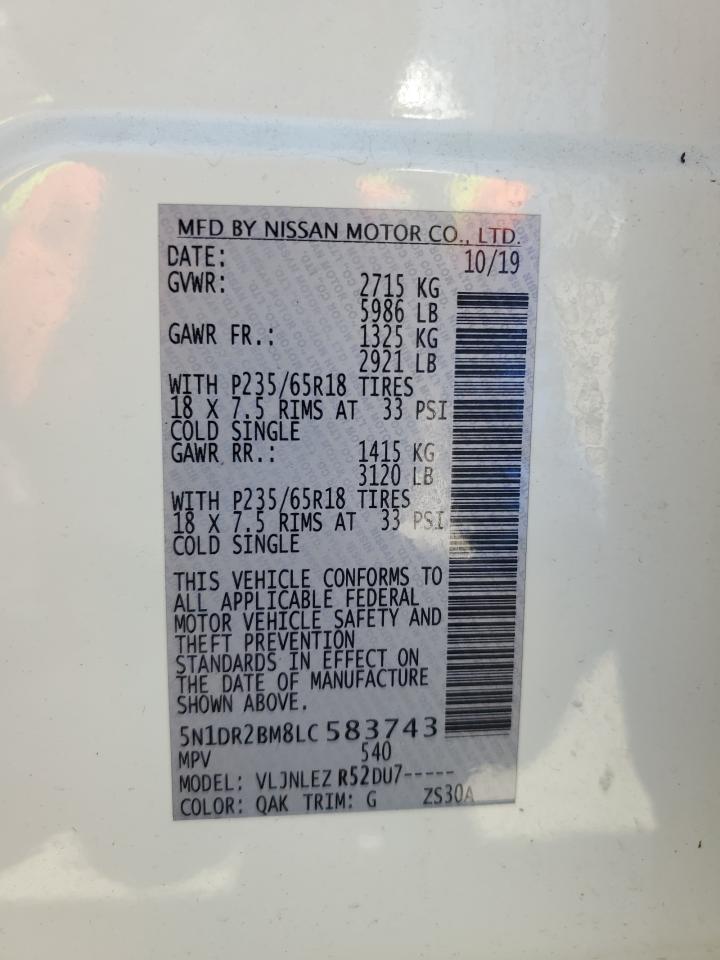 MFD BY NISSAN MOTOR CO., LTD.
DATE: 10/19
GVWR: 2715 KG
5986 LB
GAWR FR.: 1325 KG
2921 LB
WITH P235/65R18 TIRES
18 X 7.5 RIMS AT 33 PSI
COLD SINGLE
GAWR RR.: 1415 KG
3120 LB
WITH P235/65R18 TIRES
18 X 7.5 RIMS AT 33 PSI
COLD SINGLE
THIS VEHICLE CONFORMS TO
ALL APPLICABLE FEDERAL
MOTOR VEHICLE SAFETY AND
THEFT PREVENTION
STANDARDS IN EFFECT ON
THE DATE OF MANUFACTURE
SHOWN ABOVE.
5N1DR2BM8LC583743
MPV 540
MODEL: VLJNLEZ R52DU7-----
COLOR: QAK TRIM: G ZS30A